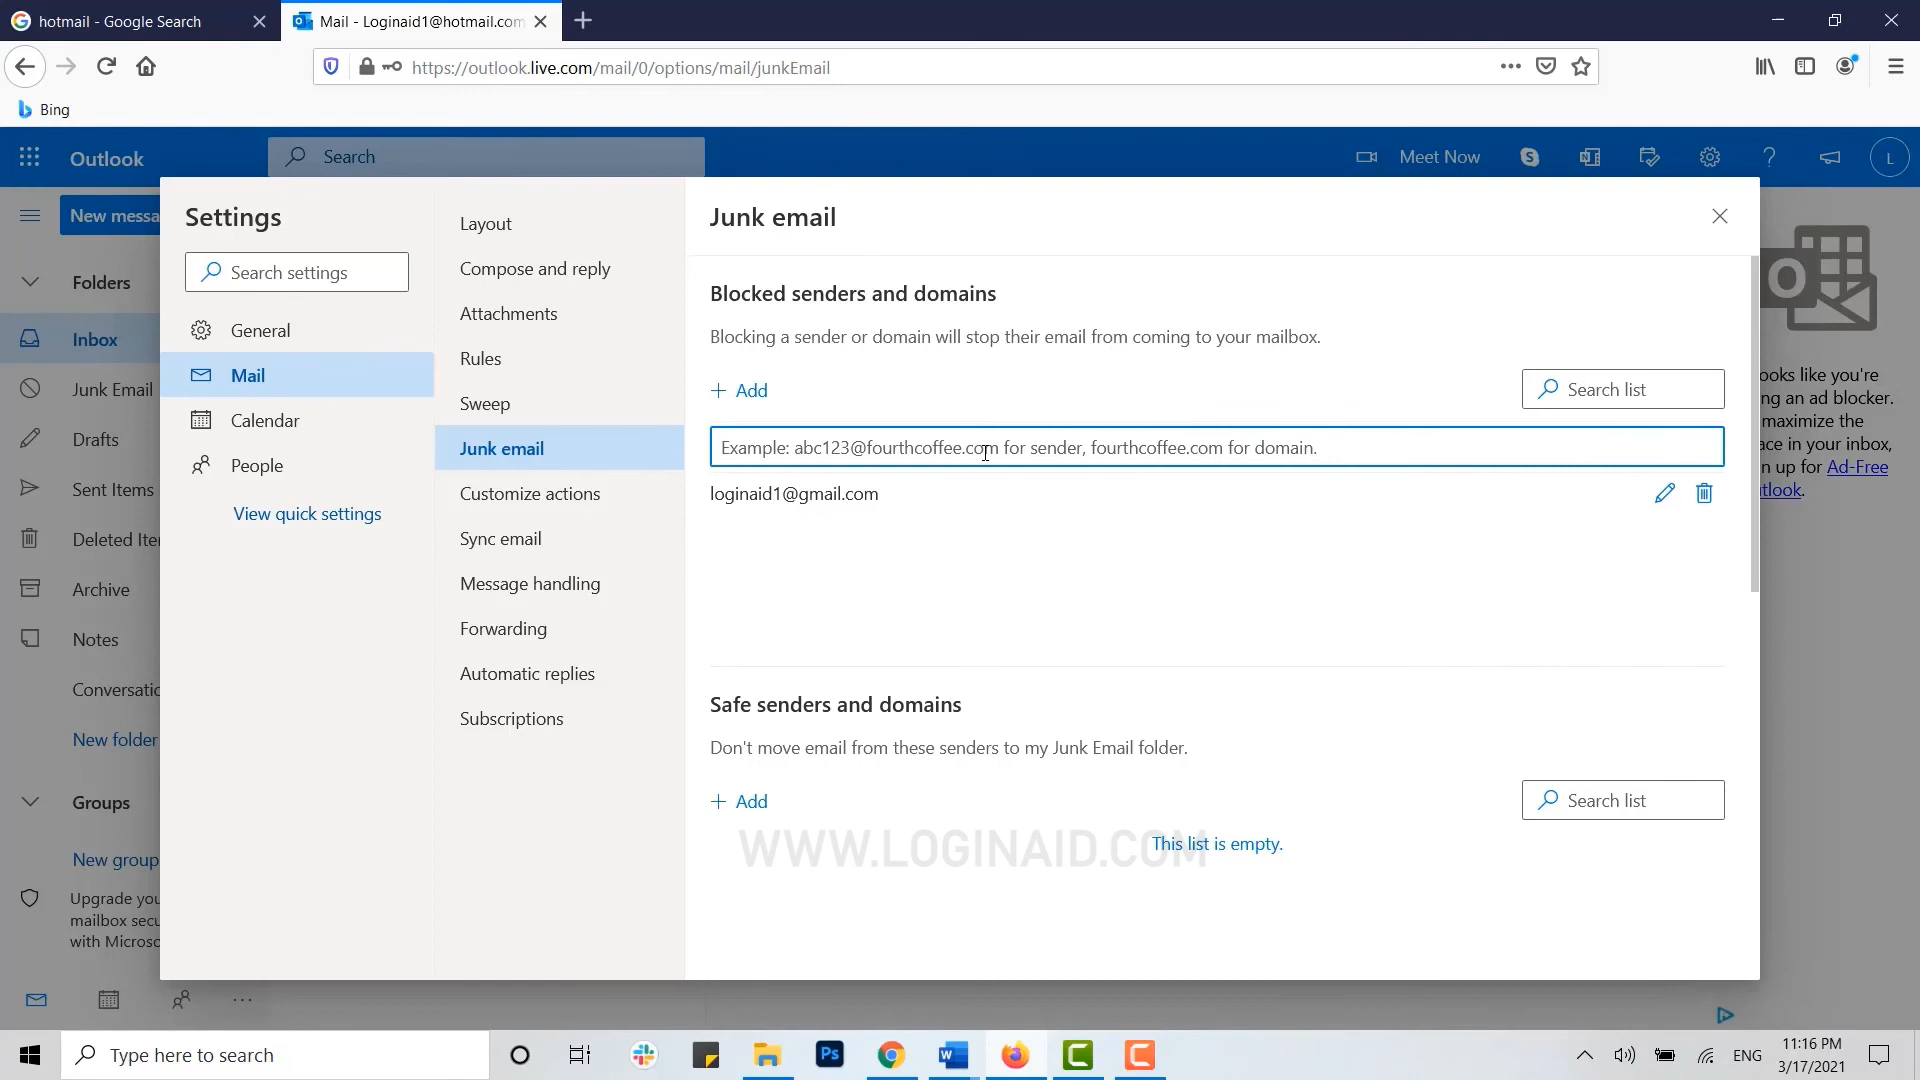 hotmail - Google Search
Mail - Loginaid1@hotmail.com
https://outlook.live.com/mail/0/options/mail/junkEmail
Bing
Outlook
Search
Meet Now
L
New messa
Folders
Inbox
Junk Email
Drafts
Sent Items
Deleted Ite
Archive
Notes
Conversatio
New folder
Groups
New group
Upgrade you
mailbox secu
with Microso
Settings
Search settings
General
Mail
Calendar
People
View quick settings
Layout
Compose and reply
Attachments
Rules
Sweep
Junk email
Customize actions
Sync email
Message handling
Forwarding
Automatic replies
Subscriptions
Junk email
Blocked senders and domains
Blocking a sender or domain will stop their email from coming to your mailbox.
Add
Search list
Example: abc123@fourthcoffee.com for sender, fourthcoffee.com for domain.
loginaid1@gmail.com
Safe senders and domains
Don't move email from these senders to my Junk Email folder.
Add
Search list
WWW.LOGINAID.COM
This list is empty.
ooks like you're
ng an ad blocker.
maximize the
ace in your inbox,
n up for Ad-Free
tlook.
Type here to search
Ps
ENG
11:16 PM
3/17/2021